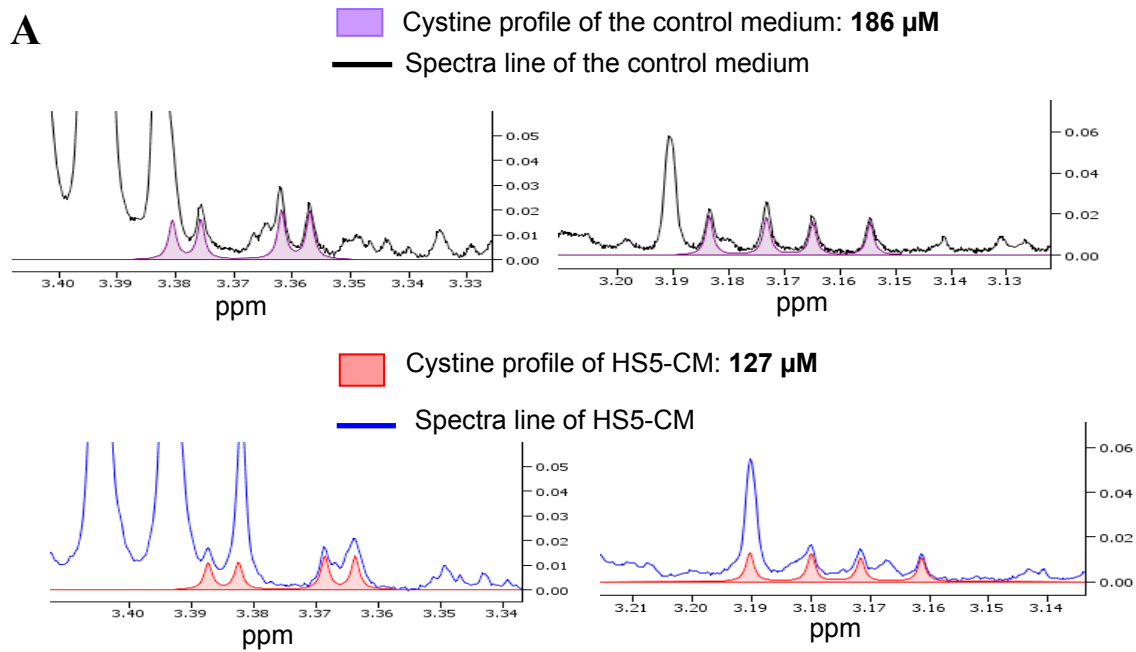 A
Cystine profile of the control medium: 186 µM
Spectra line of the control medium
0.05
0.04
0.03
0.02
0.01
0.00
3.40 3.39 3.38 3.37 3.36 3.35 3.34 3.33
ppm
0.06
0.04
0.02
0.00
3.20 3.19 3.18 3.17 3.16 3.15 3.14 3.13
ppm
Cystine profile of HS5-CM: 127 µM
Spectra line of HS5-CM
0.05
0.04
0.03
0.02
0.01
0.00
3.40 3.39 3.38 3.37 3.36 3.35 3.34
ppm
0.06
0.04
0.02
0.00
3.21 3.20 3.19 3.18 3.17 3.16 3.15 3.14
ppm